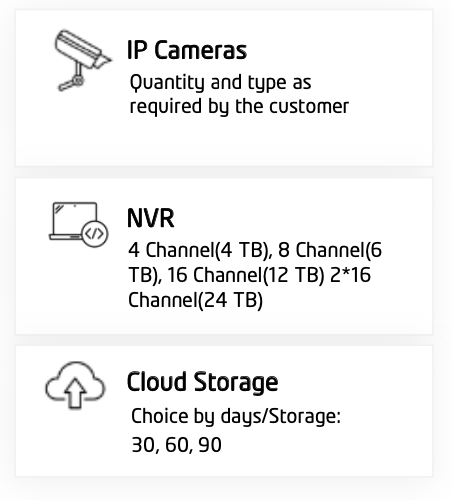 IP Cameras
Quantity and type as
required by the customer
</>
NVR
4 Channel(4 TB), 8 Channel(6
TB), 16 Channel(12 TB) 2*16
Channel(24 TB)
Cloud Storage
Choice by days/Storage:
30, 60, 90